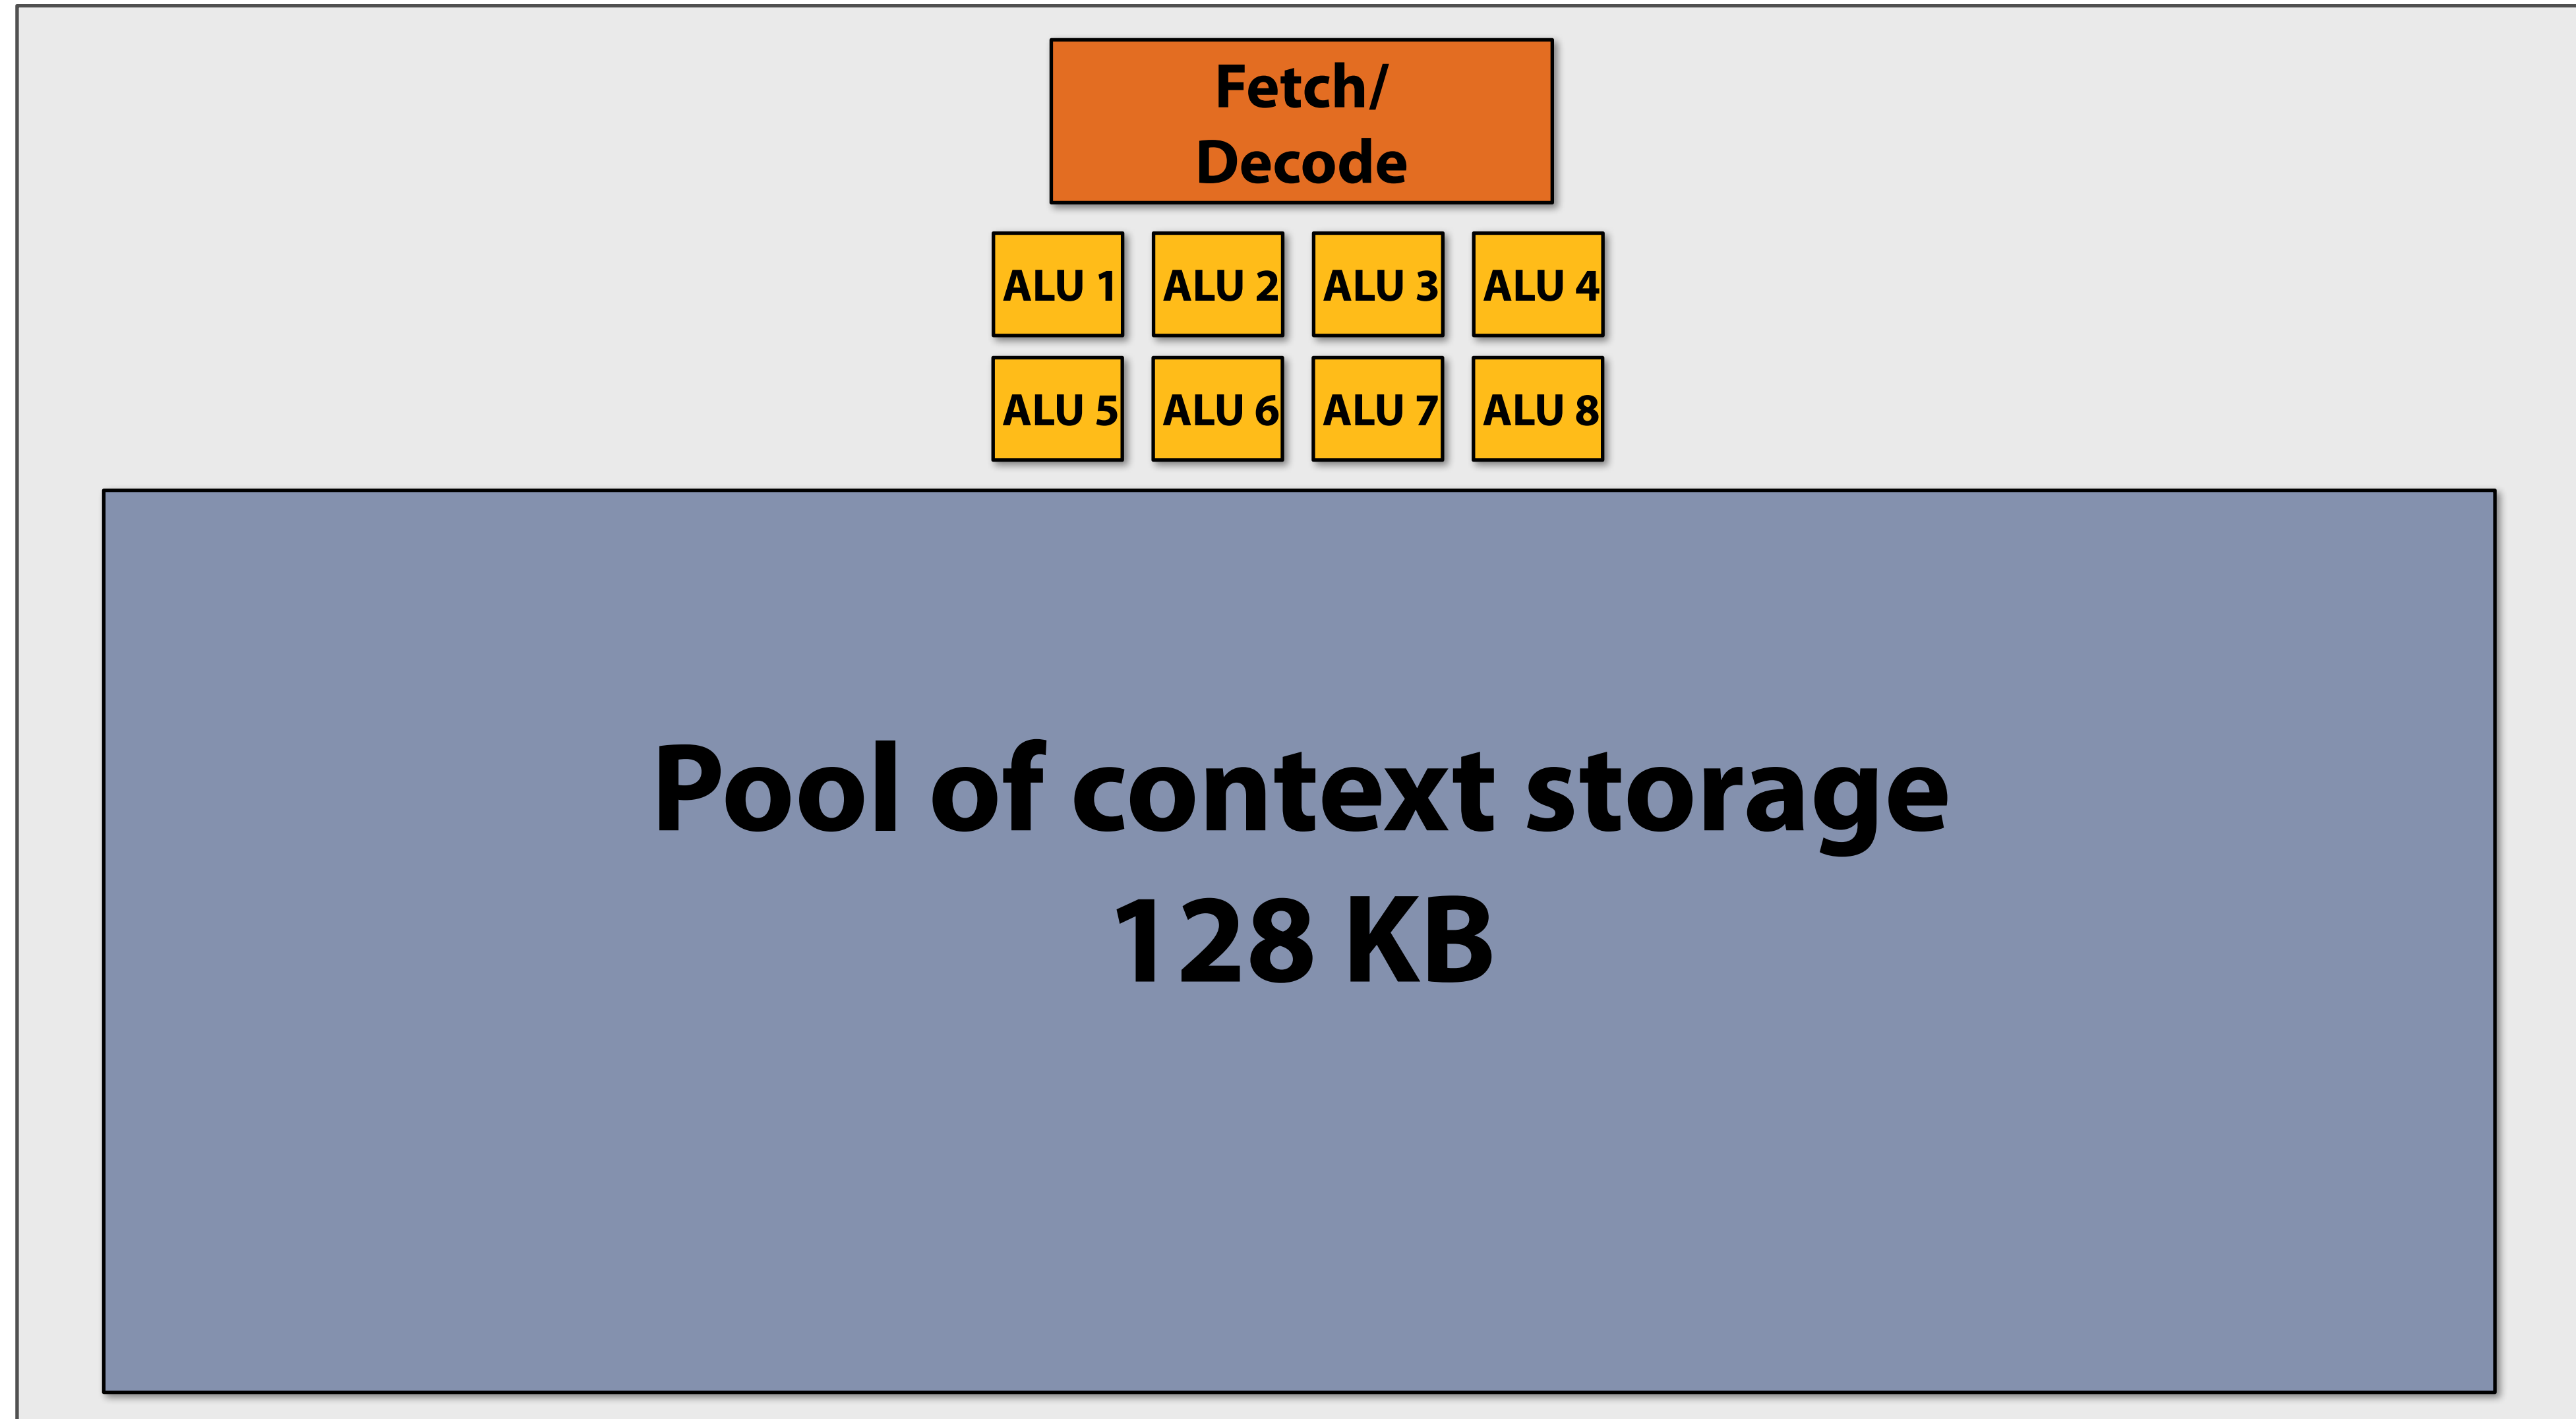 Fetch/
Decode
ALU 1 ALU 2 ALU 3 ALU 4
ALU 5 ALU 6 ALU 7 ALU 8
Pool of context storage
128 KB